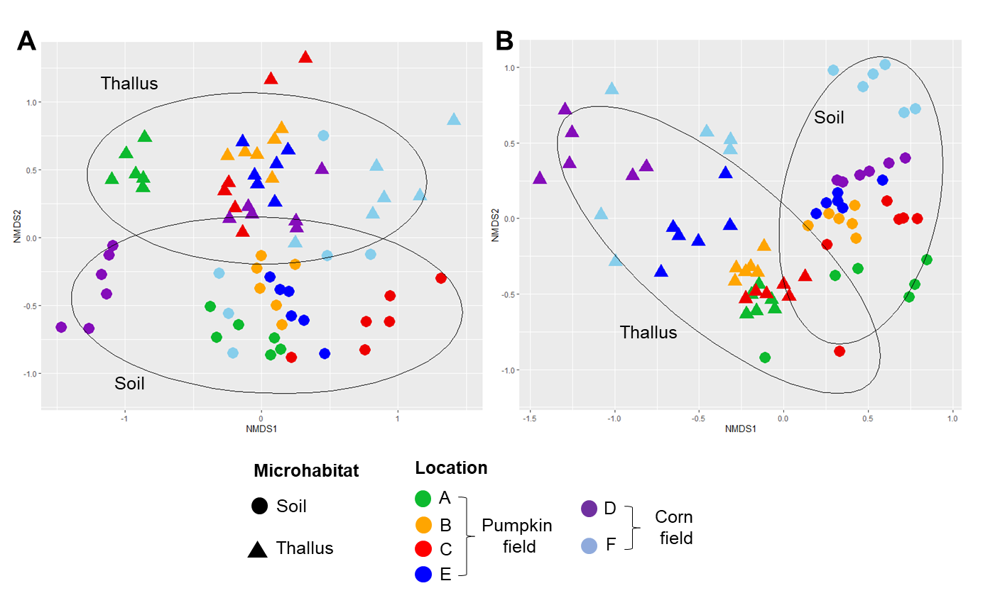 A
B
Thallus
Soil
NMDS2
1.0
0.5
0.0
-0.5
-1.0
-1
0
1
NMDS1
Soil
Thallus
NMDS2
1.0
0.5
0.0
-0.5
-1.0
-1.5
-1.0
-0.5
0.0
0.5
1.0
NMDS1
Microhabitat
Soil
Thallus
Location
A
B
C
E
Pumpkin
field
D
F
Corn
field